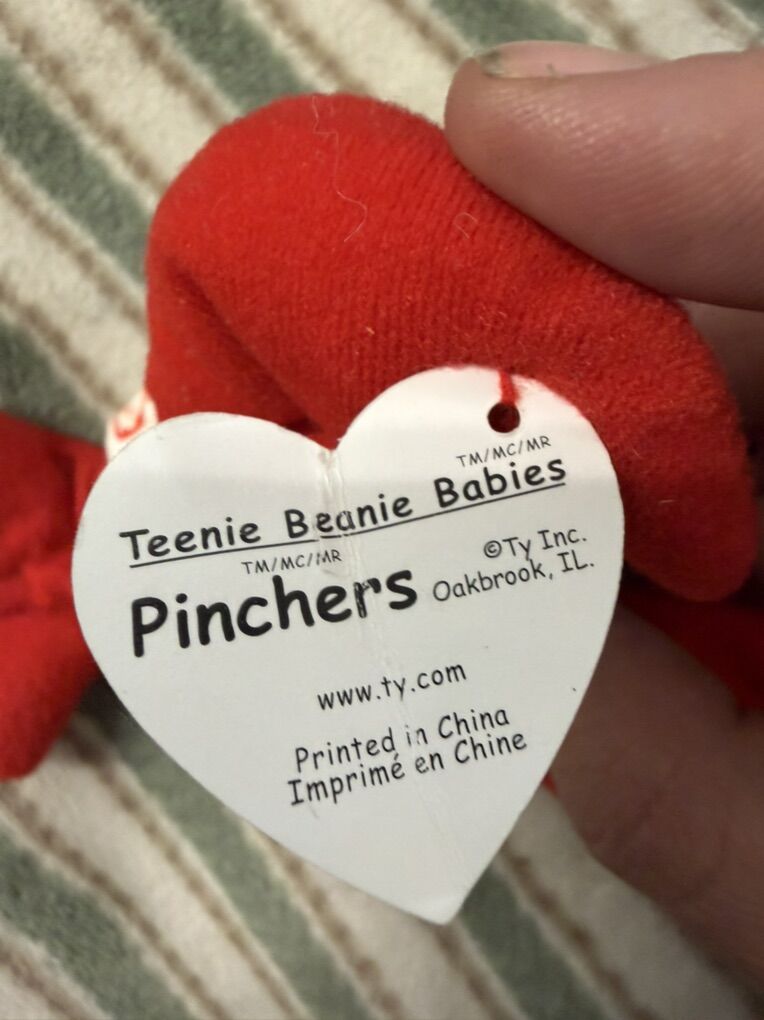 TM/MC/MR
Teenie Beanie Babies
TM/MC/MR
Pinchers
©Ty Inc.
Oakbrook, IL.
www.ty.com
Printed in China
Imprimé en Chine